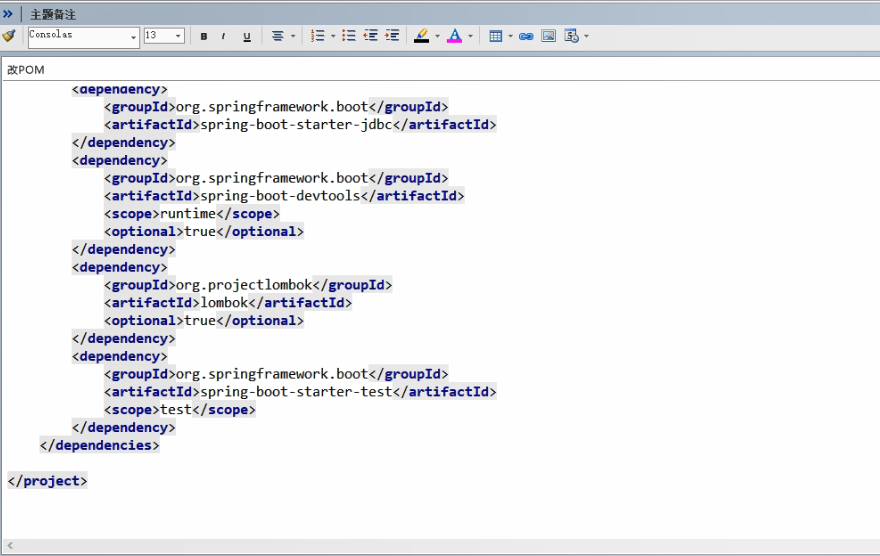 主题备注
Consolas
13
B I U
改POM
<dependency>
<groupId>org.springframework.boot</groupId>
<artifactId>spring-boot-starter-jdbc</artifactId>
</dependency>
<dependency>
<groupId>org.springframework.boot</groupId>
<artifactId>spring-boot-devtools</artifactId>
<scope>runtime</scope>
<optional>true</optional>
</dependency>
<dependency>
<groupId>org.projectlombok</groupId>
<artifactId>lombok</artifactId>
<optional>true</optional>
</dependency>
<dependency>
<groupId>org.springframework.boot</groupId>
<artifactId>spring-boot-starter-test</artifactId>
<scope>test</scope>
</dependency>
</dependencies>
</project>